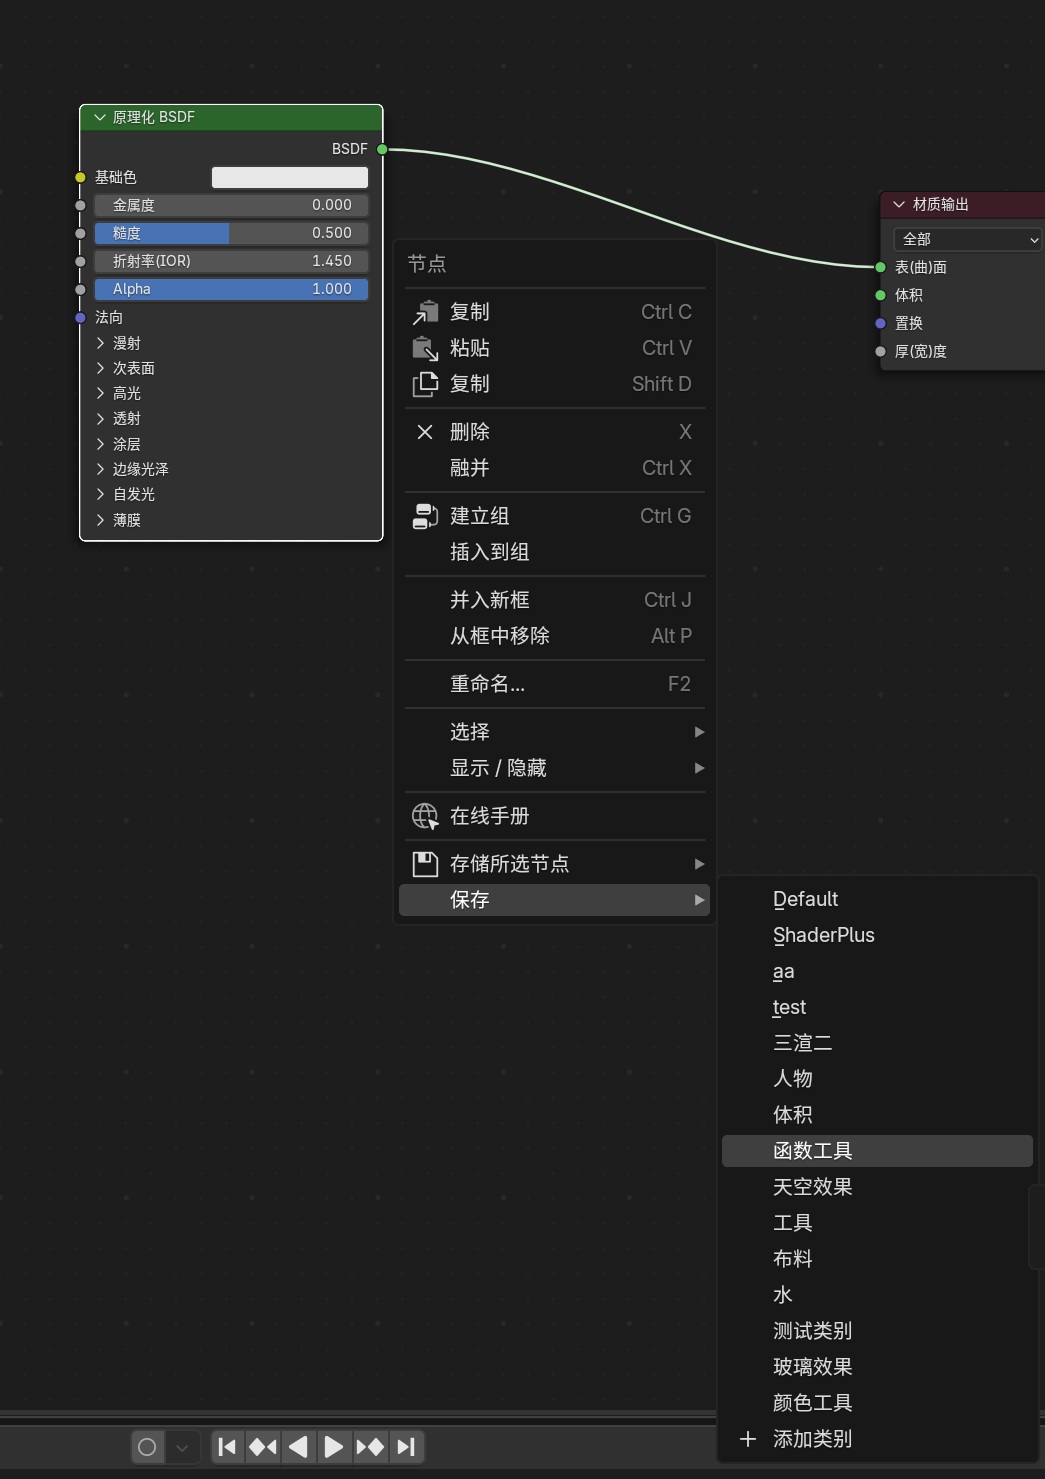 原理化 BSDF
BSDF
基础色
金属度 0.000
糙度 0.500
折射率(IOR) 1.450
Alpha 1.000
法向
漫射
次表面
高光
透射
涂层
边缘光泽
自发光
薄膜
材质输出
全部
表(曲)面
体积
置换
厚(宽)度
节点
复制 Ctrl C
粘贴 Ctrl V
复制 Shift D
删除 X
融并 Ctrl X
建立组 Ctrl G
插入到组
并入新框 Ctrl J
从框中移除 Alt P
重命名... F2
选择
显示 / 隐藏
在线手册
存储所选节点
保存
Default
ShaderPlus
aa
test
三渲二
人物
体积
函数工具
天空效果
工具
布料
水
测试类别
玻璃效果
颜色工具
添加类别